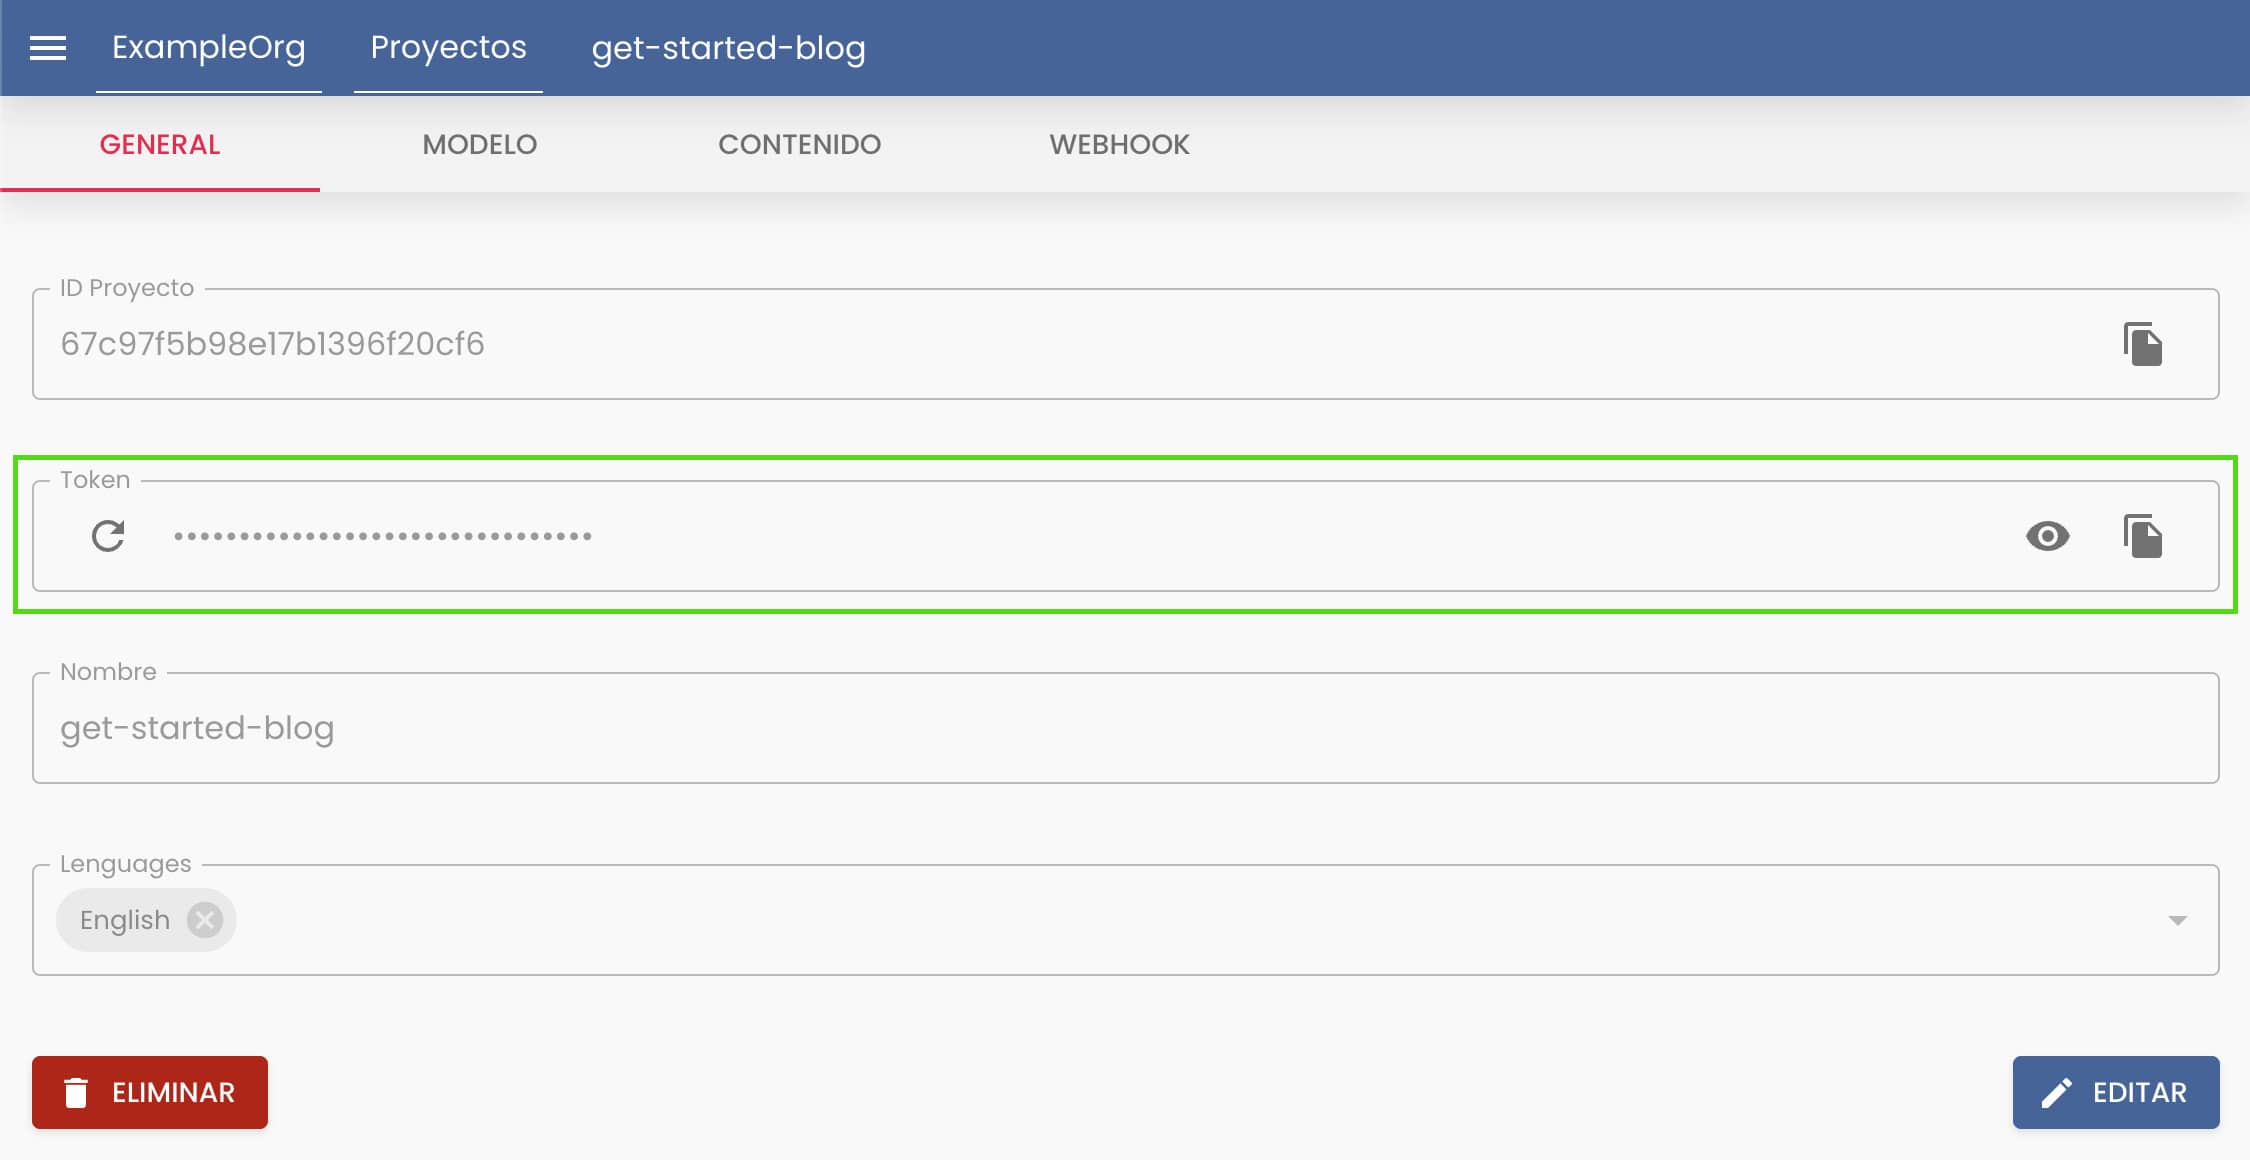 ExampleOrg Proyectos get-started-blog
GENERAL MODELO CONTENIDO WEBHOOK
ID Proyecto
67c97f5b98e17b1396f20cf6
Token
••••••••••••••••••••••••••••••••
Nombre
get-started-blog
Lenguages
English
ELIMINAR EDITAR